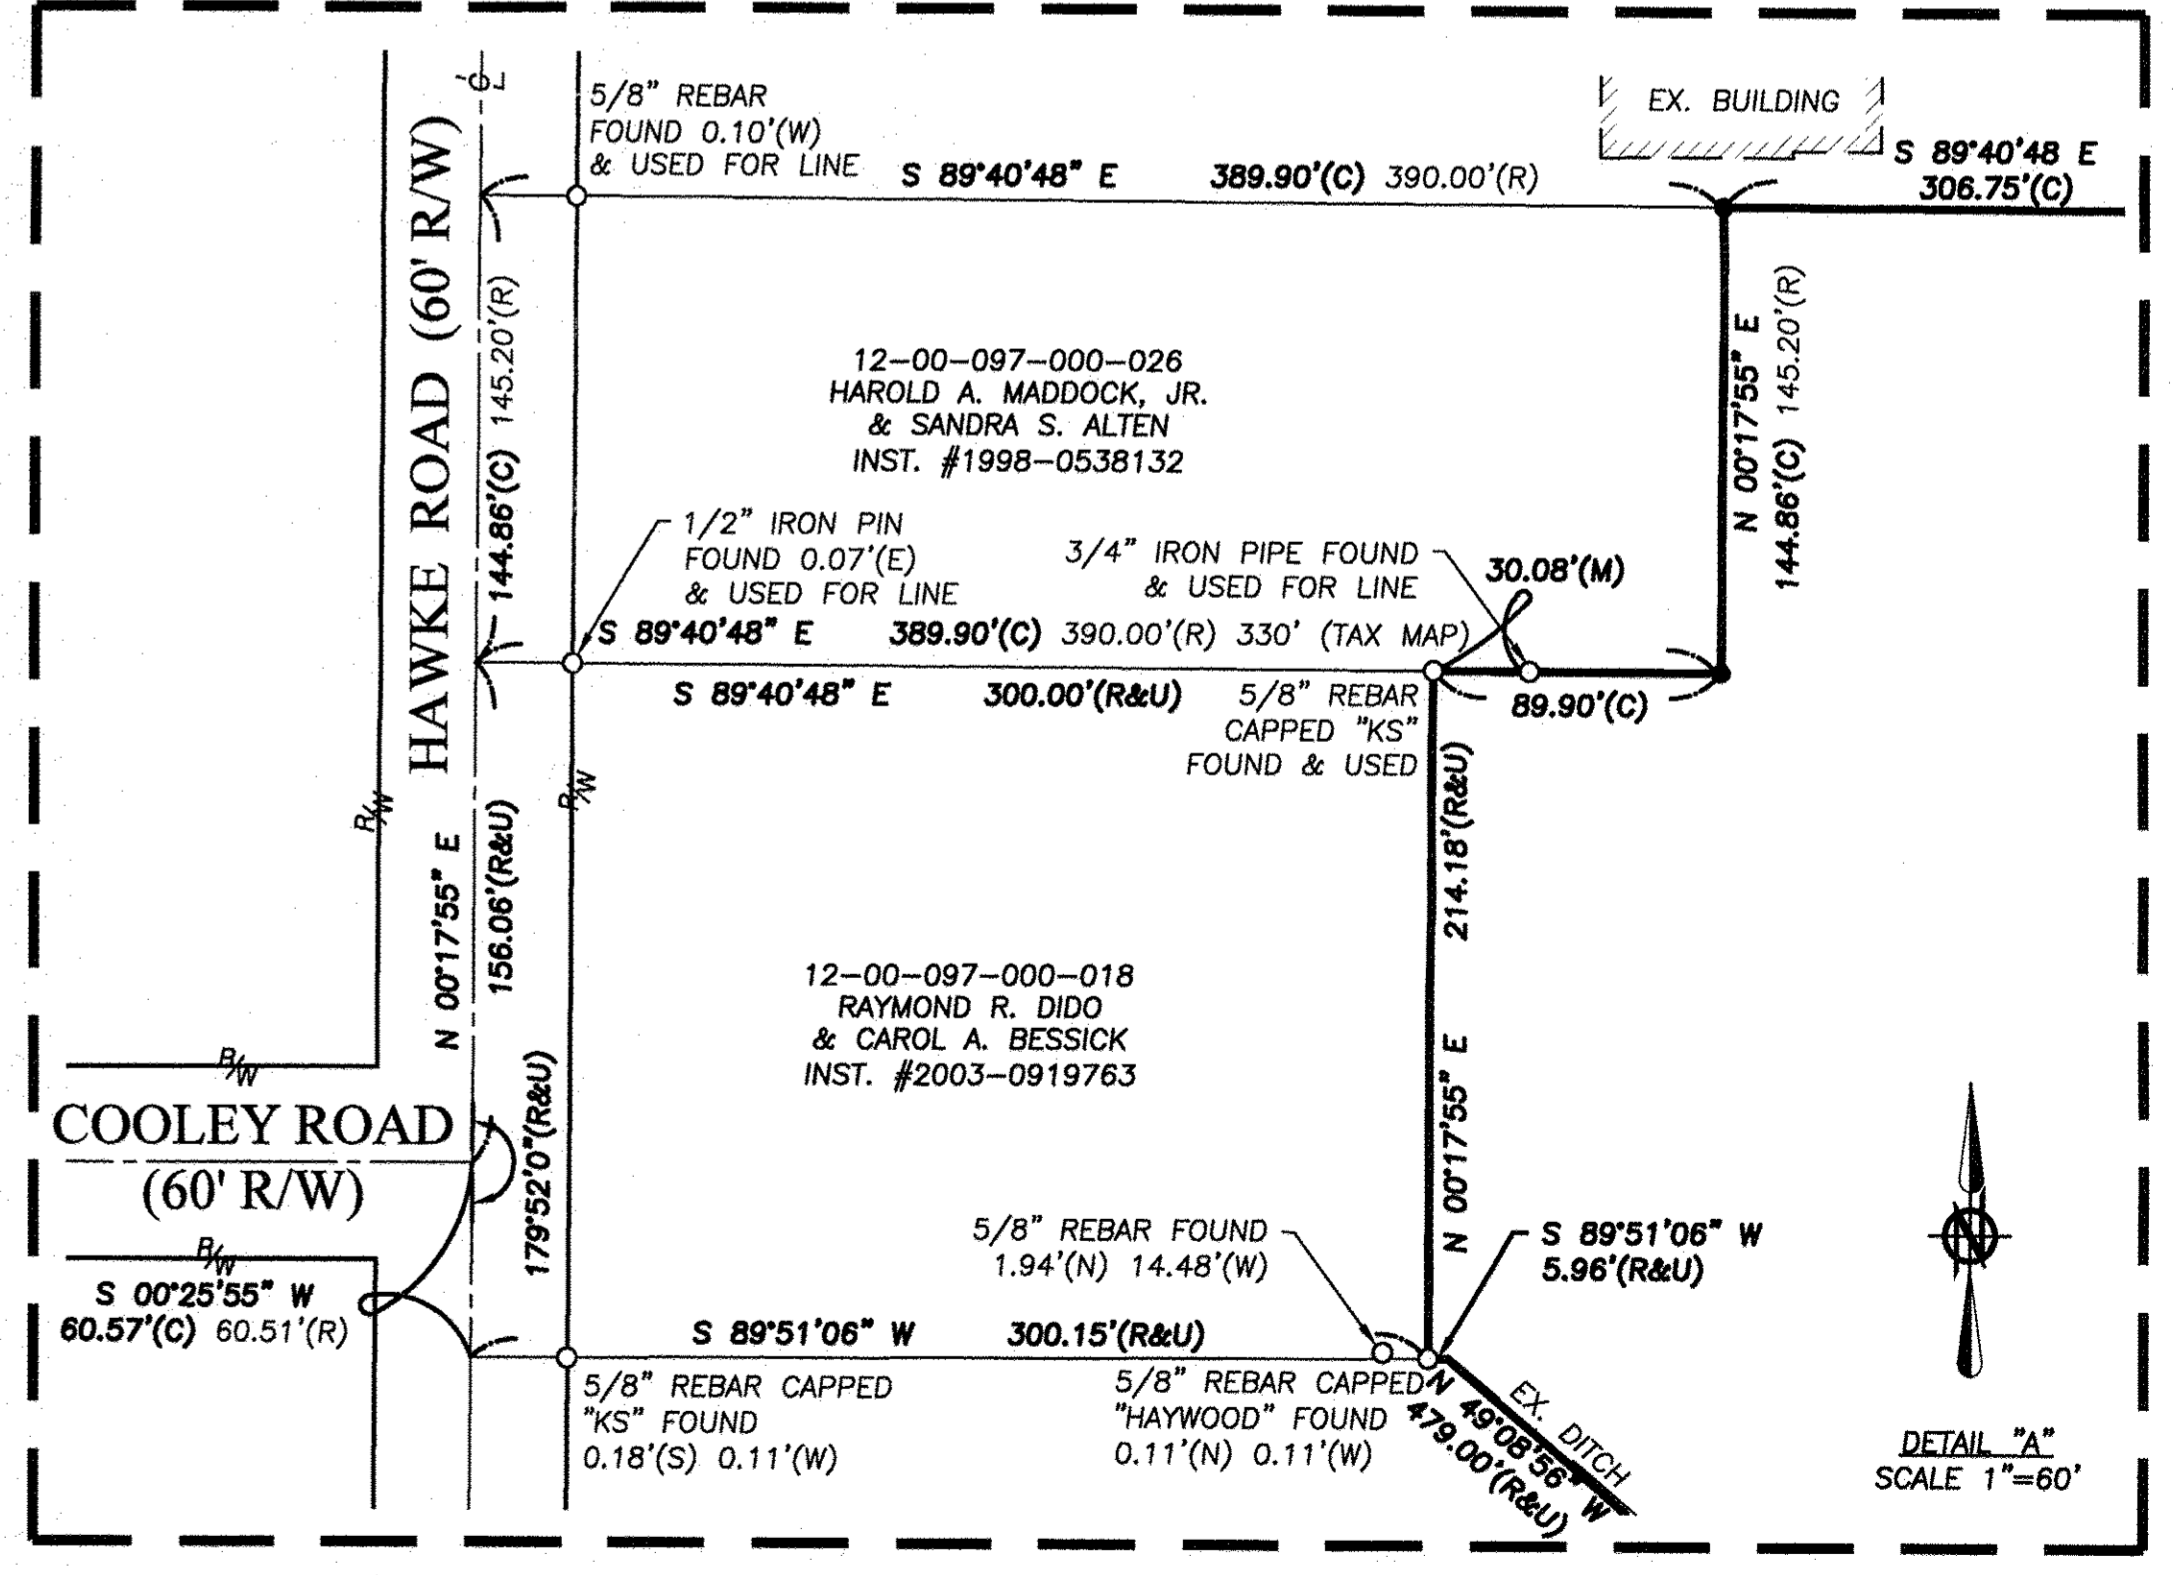 C L
HAWKE ROAD (60' R/W)
5/8" REBAR
FOUND 0.10'(W)
& USED FOR LINE
S 89°40'48" E 389.90'(C) 390.00'(R)
EX. BUILDING
S 89°40'48 E
306.75'(C)
144.86'(C) 145.20'(R)
N 00°17'55" E
144.86'(C) 145.20'(R)
12-00-097-000-026
HAROLD A. MADDOCK, JR.
& SANDRA S. ALTEN
INST. #1998-0538132
1/2" IRON PIN
FOUND 0.07'(E)
& USED FOR LINE
3/4" IRON PIPE FOUND
& USED FOR LINE
30.08'(M)
S 89°40'48" E 389.90'(C) 390.00'(R) 330' (TAX MAP)
S 89°40'48" E 300.00'(R&U)
5/8" REBAR
CAPPED "KS"
FOUND & USED
89.90'(C)
R/W
R/W
N 00°17'55" E
156.06'(R&U)
N 00°17'55" E 214.18'(R&U)
12-00-097-000-018
RAYMOND R. DIDO
& CAROL A. BESSICK
INST. #2003-0919763
R/W
COOLEY ROAD
(60' R/W)
R/W
179°52'0"(R&U)
S 00°25'55" W
60.57'(C) 60.51'(R)
5/8" REBAR FOUND
1.94'(N) 14.48'(W)
S 89°51'06" W
5.96'(R&U)
S 89°51'06" W 300.15'(R&U)
5/8" REBAR CAPPED
"KS" FOUND
0.18'(S) 0.11'(W)
5/8" REBAR CAPPED
"HAYWOOD" FOUND
0.11'(N) 0.11'(W)
N 49°08'56" W
479.00'(R&U)
EX. DITCH
N
DETAIL "A"
SCALE 1"=60'